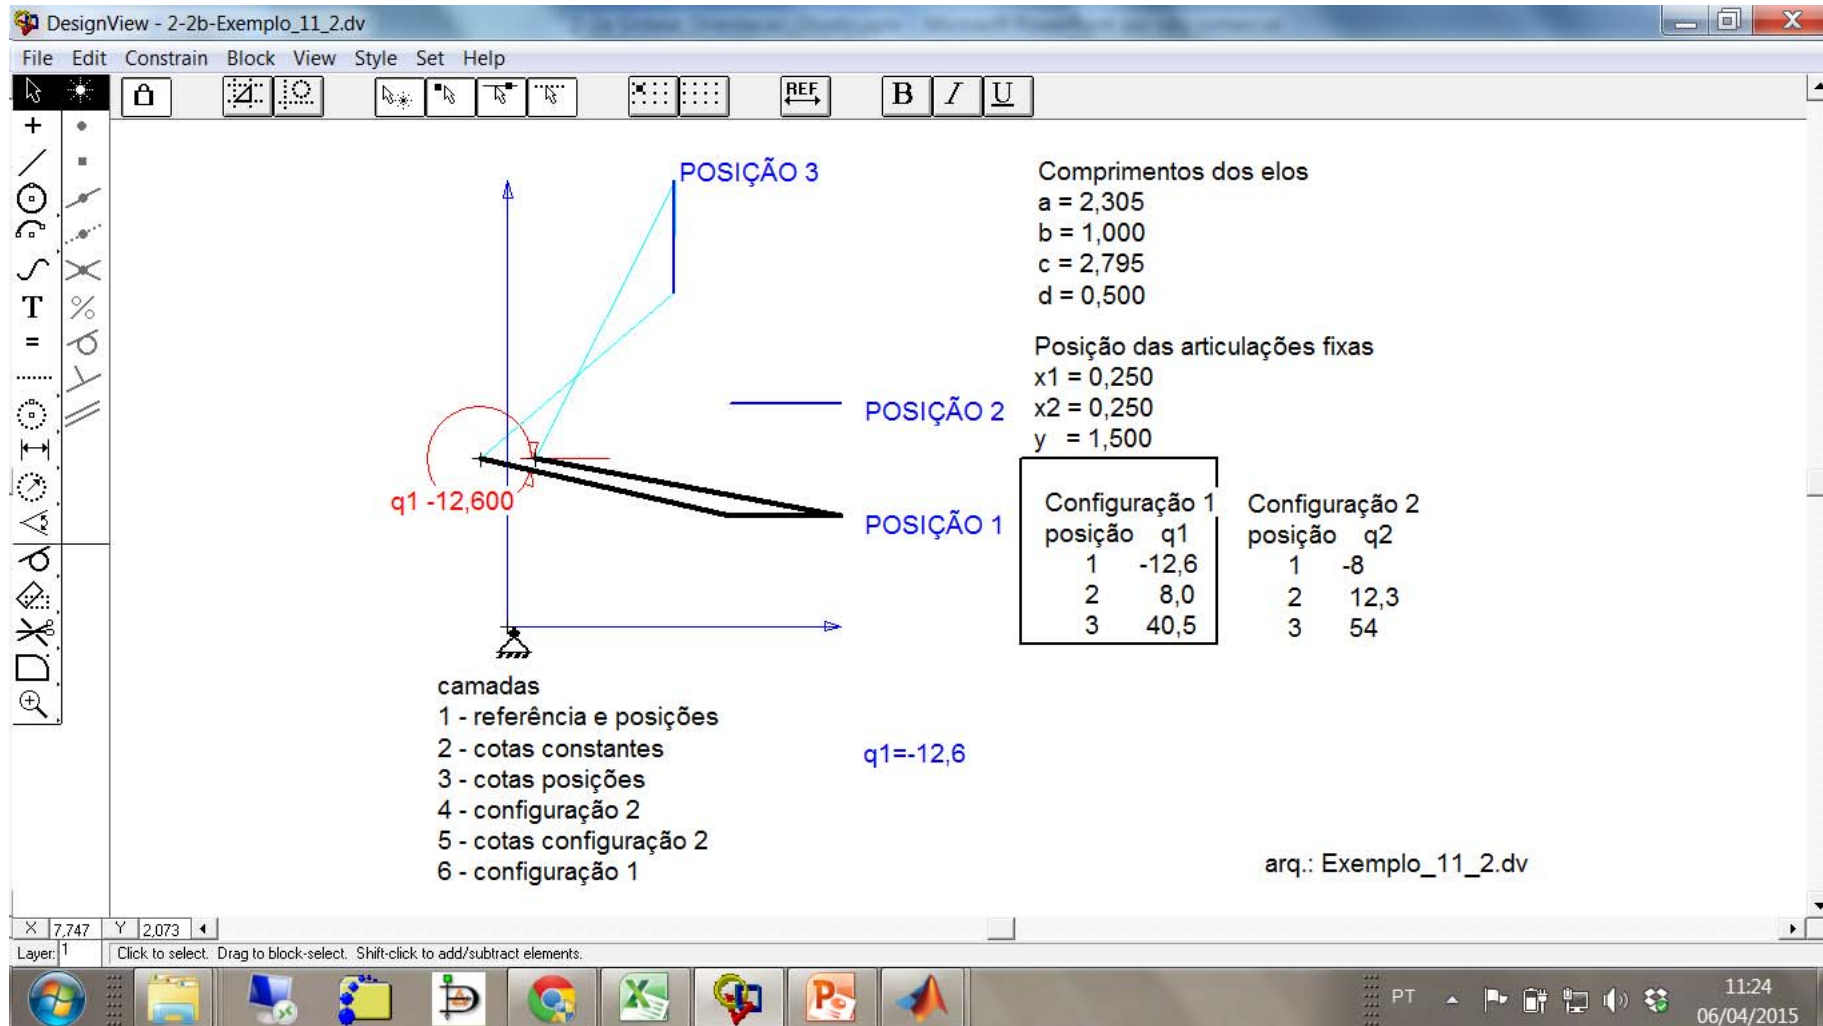 DesignView - 2-2b-Exemplo_11_2.dv
File Edit Constrain Block View Style Set Help
REF B I U
T
POSIÇÃO 3
POSIÇÃO 2
POSIÇÃO 1
q1 -12,600
Comprimentos dos elos
a = 2,305
b = 1,000
c = 2,795
d = 0,500
Posição das articulações fixas
x1 = 0,250
x2 = 0,250
y = 1,500
Configuração 1
posição q1
1 -12,6
2 8,0
3 40,5
Configuração 2
posição q2
1 -8
2 12,3
3 54
camadas
1 - referência e posições
2 - cotas constantes
3 - cotas posições
4 - configuração 2
5 - cotas configuração 2
6 - configuração 1
q1=-12,6
arq.: Exemplo_11_2.dv
X 7,747 Y 2,073
Layer: 1 Click to select. Drag to block-select. Shift-click to add/subtract elements.
PT
11:24
06/04/2015